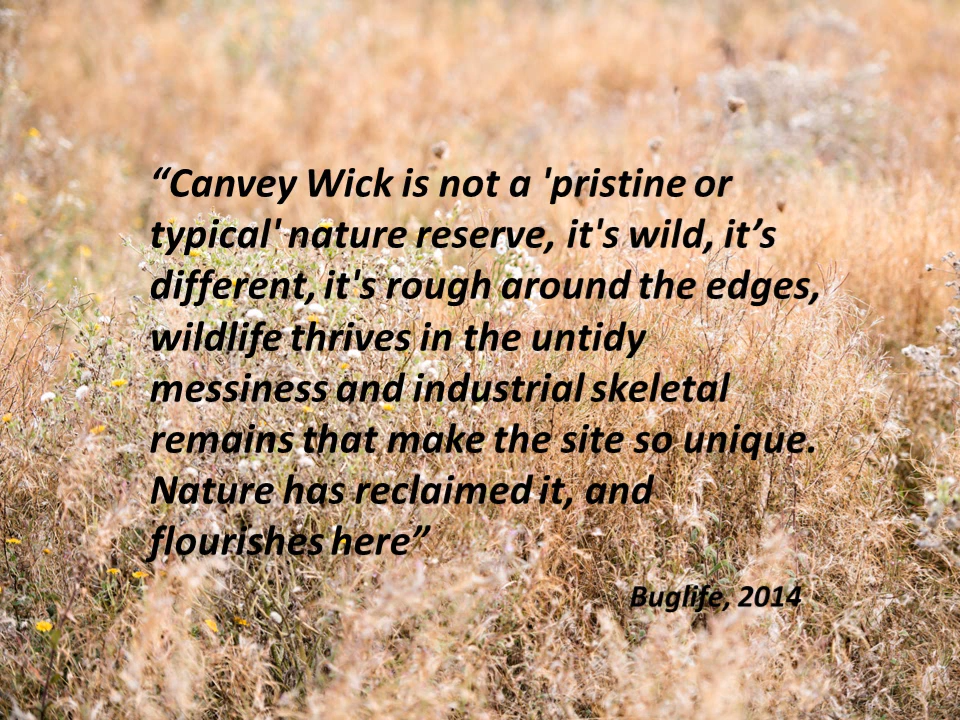 “Canvey Wick is not a 'pristine or
typical' nature reserve, it's wild, it’s
different, it's rough around the edges,
wildlife thrives in the untidy
messiness and industrial skeletal
remains that make the site so unique.
Nature has reclaimed it, and
flourishes here”
Buglife, 2014